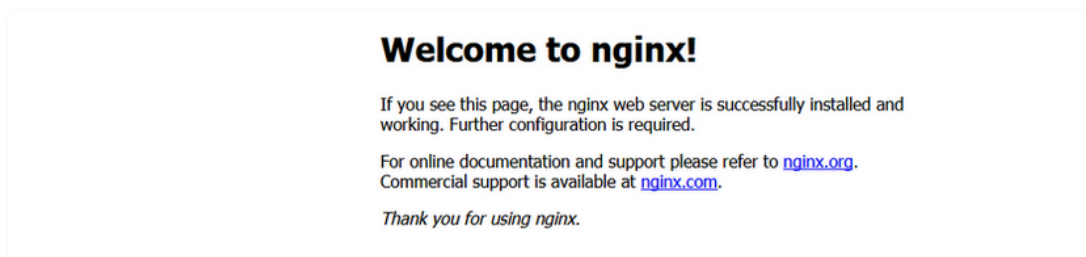 Welcome to nginx!
If you see this page, the nginx web server is successfully installed and
working. Further configuration is required.
For online documentation and support please refer to nginx.org.
Commercial support is available at nginx.com.
Thank you for using nginx.